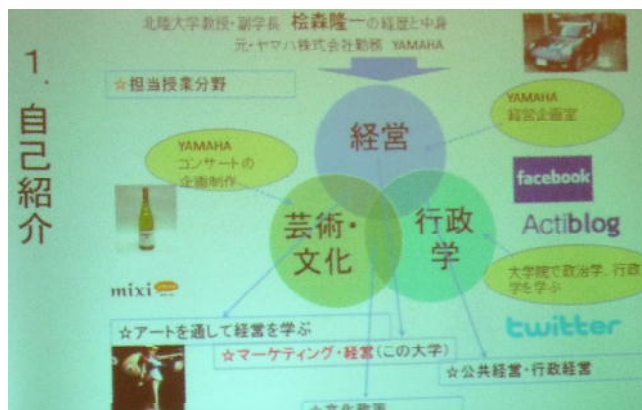 北陸大学教授・副学長 桧森隆一の経歴と中身
元・ヤマハ株式会社勤務 YAMAHA
1.自己紹介
☆担当授業分野
経営
YAMAHA
経営企画室
YAMAHA
コンサートの
企画制作
芸術・
文化
行政
学
facebook
Actiblog
大学院で政治学、行政
学を学ぶ
mixi
twitter
☆アートを通して経営を学ぶ
☆マーケティング・経営(この大学)
☆公共経営・行政経営